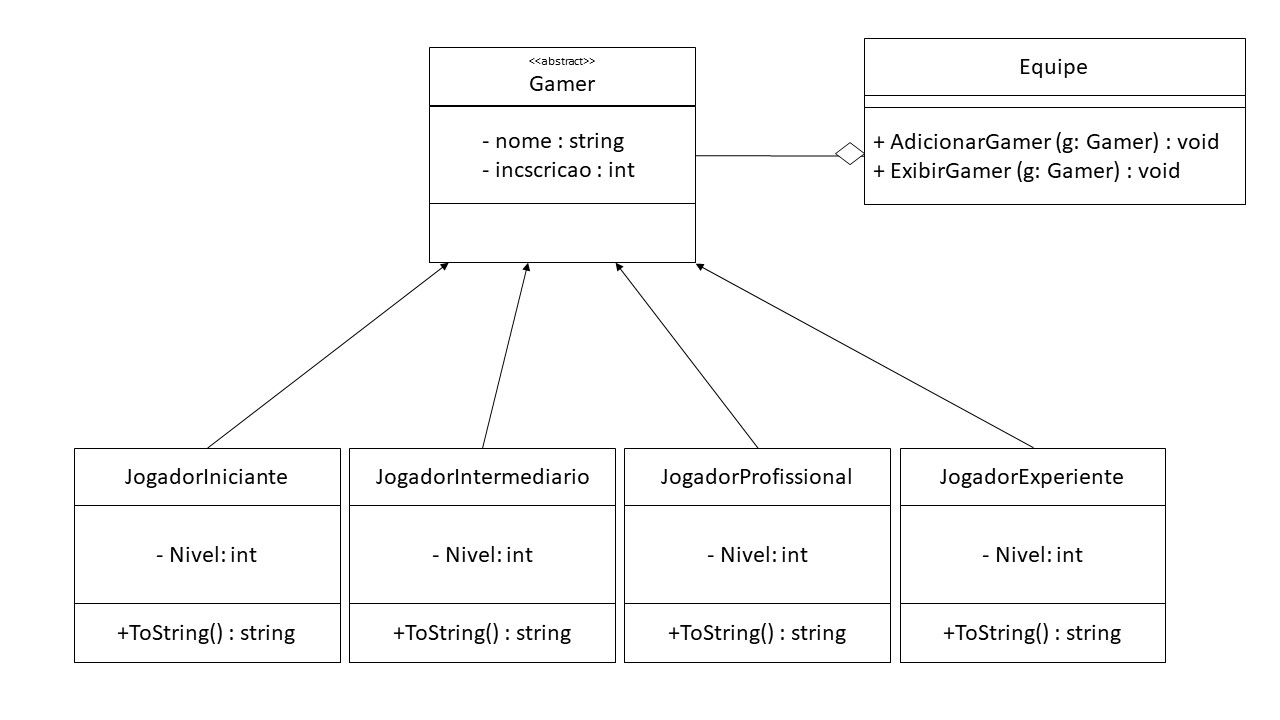 <<abstract>>
Gamer
- nome : string
- incscricao : int
Equipe
+ AdicionarGamer (g: Gamer) : void
+ ExibirGamer (g: Gamer) : void
JogadorIniciante
- Nivel: int
+ToString() : string
JogadorIntermediario
- Nivel: int
+ToString() : string
JogadorProfissional
- Nivel: int
+ToString() : string
JogadorExperiente
- Nivel: int
+ToString() : string